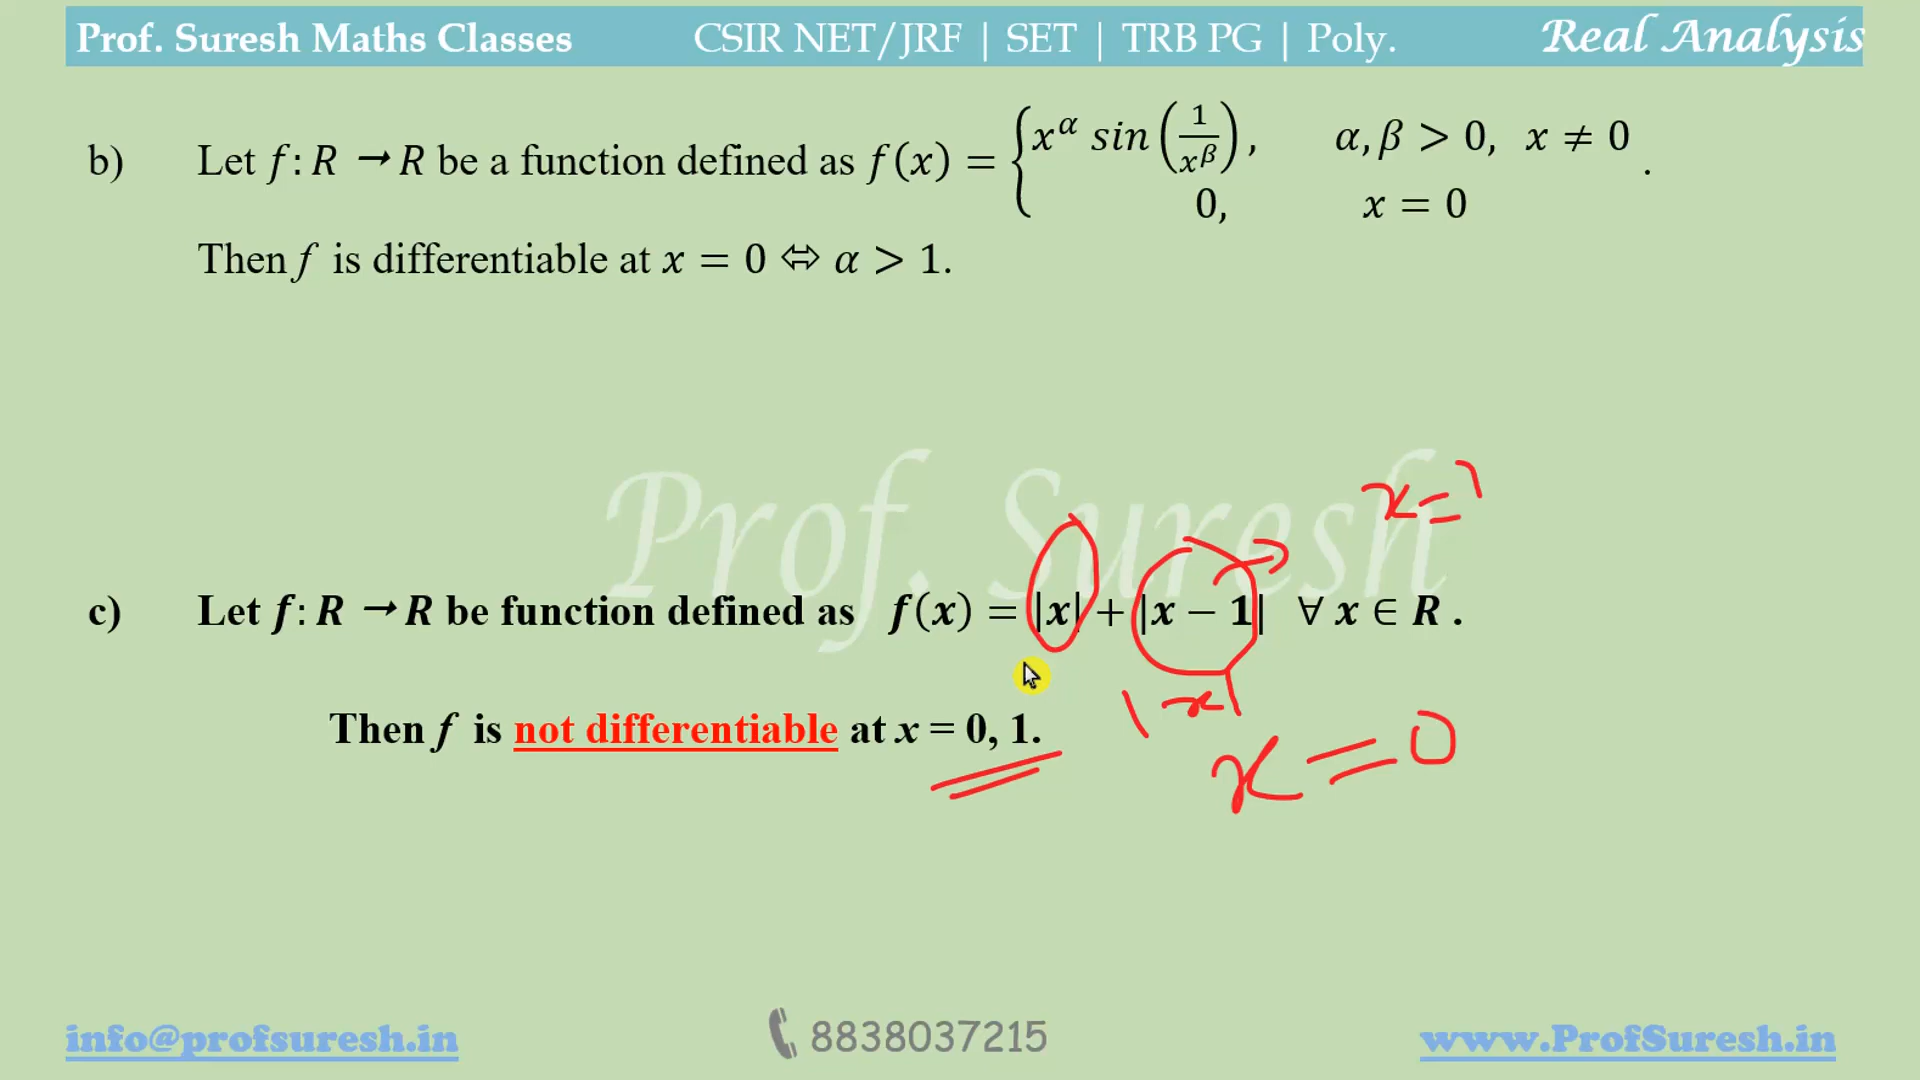 Prof. Suresh Maths Classes CSIR NET/JRF | SET | TRB PG | Poly. Real Analysis
b) Let f: R → R be a function defined as f(x) = { x^α sin(1/x^β), α, β > 0, x ≠ 0
0, x = 0 .
Then f is differentiable at x = 0 ⇔ α > 1.
Prof. Suresh
x = 1
c) Let f: R → R be function defined as f(x) = |x| + |x − 1| ∀ x ∈ R .
|x|
Then f is not differentiable at x = 0, 1.
x = 0
info@profsuresh.in 8838037215 www.ProfSuresh.in